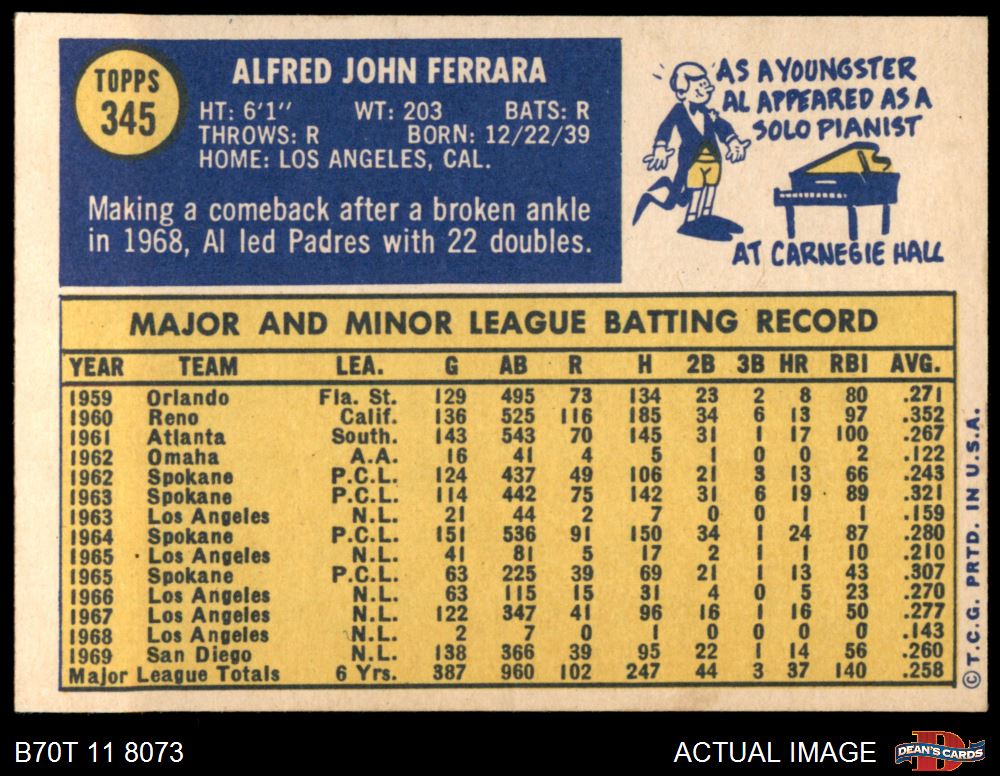 TOPPS
345
ALFRED JOHN FERRARA
HT: 6'1" WT: 203 BATS: R
THROWS: R BORN: 12/22/39
HOME: LOS ANGELES, CAL.
Making a comeback after a broken ankle
in 1968, Al led Padres with 22 doubles.
AS A YOUNGSTER
AL APPEARED AS A
SOLO PIANIST
AT CARNEGIE HALL
MAJOR AND MINOR LEAGUE BATTING RECORD
YEAR TEAM LEA. G AB R H 2B 3B HR RBI AVG.
1959 Orlando Fla. St. 129 495 73 134 23 2 8 80 .271
1960 Reno Calif. 136 525 116 185 34 6 13 97 .352
1961 Atlanta South. 143 543 70 145 31 1 17 100 .267
1962 Omaha A.A. 16 41 4 5 1 0 0 2 .122
1962 Spokane P.C.L. 124 437 49 106 21 3 13 66 .243
1963 Spokane P.C.L. 114 442 75 142 31 6 19 89 .321
1963 Los Angeles N.L. 21 44 2 7 0 0 1 1 .159
1964 Spokane P.C.L. 151 536 91 150 34 1 24 87 .280
1965 Los Angeles N.L. 41 81 5 17 2 1 1 10 .210
1965 Spokane P.C.L. 63 225 39 69 21 1 13 43 .307
1966 Los Angeles N.L. 63 115 15 31 4 0 5 23 .270
1967 Los Angeles N.L. 122 347 41 96 16 1 16 50 .277
1968 Los Angeles N.L. 2 7 0 1 0 0 0 0 .143
1969 San Diego N.L. 138 366 39 95 22 1 14 56 .260
Major League Totals 6 Yrs. 387 960 102 247 44 3 37 140 .258
©T.C.G. PRTD. IN U.S.A.
B70T 11 8073
ACTUAL IMAGE
DEAN'S CARDS